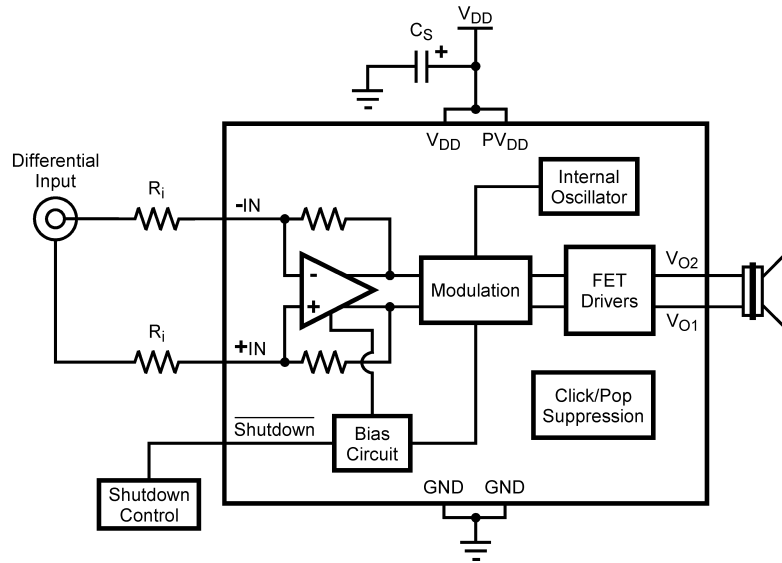 VDD
CS
+
VDD PVDD
Differential
Input
Ri
-IN
Internal
Oscillator
-
+
Modulation
FET
Drivers
VO2
VO1
Ri
+IN
Click/Pop
Suppression
Shutdown
Bias
Circuit
Shutdown
Control
GND GND